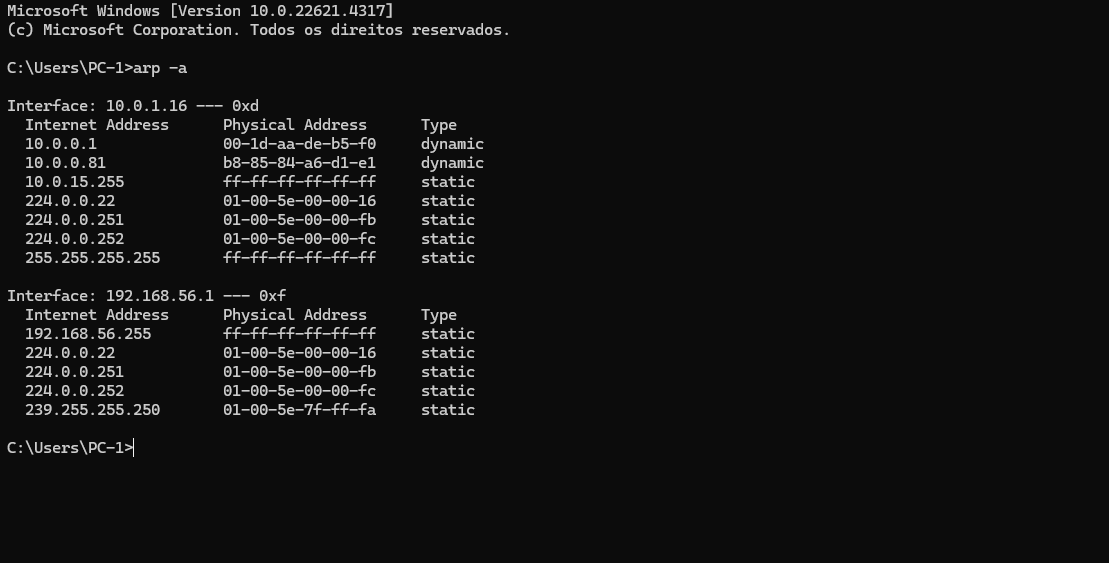 Microsoft Windows [Version 10.0.22621.4317]
(c) Microsoft Corporation. Todos os direitos reservados.
C:\Users\PC-1>arp -a
Interface: 10.0.1.16 --- 0xd
  Internet Address      Physical Address      Type
  10.0.0.1              00-1d-aa-de-b5-f0     dynamic
  10.0.0.81             b8-85-84-a6-d1-e1     dynamic
  10.0.15.255           ff-ff-ff-ff-ff-ff     static
  224.0.0.22            01-00-5e-00-00-16     static
  224.0.0.251           01-00-5e-00-00-fb     static
  224.0.0.252           01-00-5e-00-00-fc     static
  255.255.255.255       ff-ff-ff-ff-ff-ff     static
Interface: 192.168.56.1 --- 0xf
  Internet Address      Physical Address      Type
  192.168.56.255        ff-ff-ff-ff-ff-ff     static
  224.0.0.22            01-00-5e-00-00-16     static
  224.0.0.251           01-00-5e-00-00-fb     static
  224.0.0.252           01-00-5e-00-00-fc     static
  239.255.255.250       01-00-5e-7f-ff-fa     static
C:\Users\PC-1>